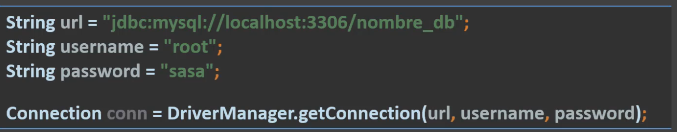 String url = "jdbc:mysql://localhost:3306/nombre_db";
String username = "root";
String password = "sasa";
Connection conn = DriverManager.getConnection(url, username, password);